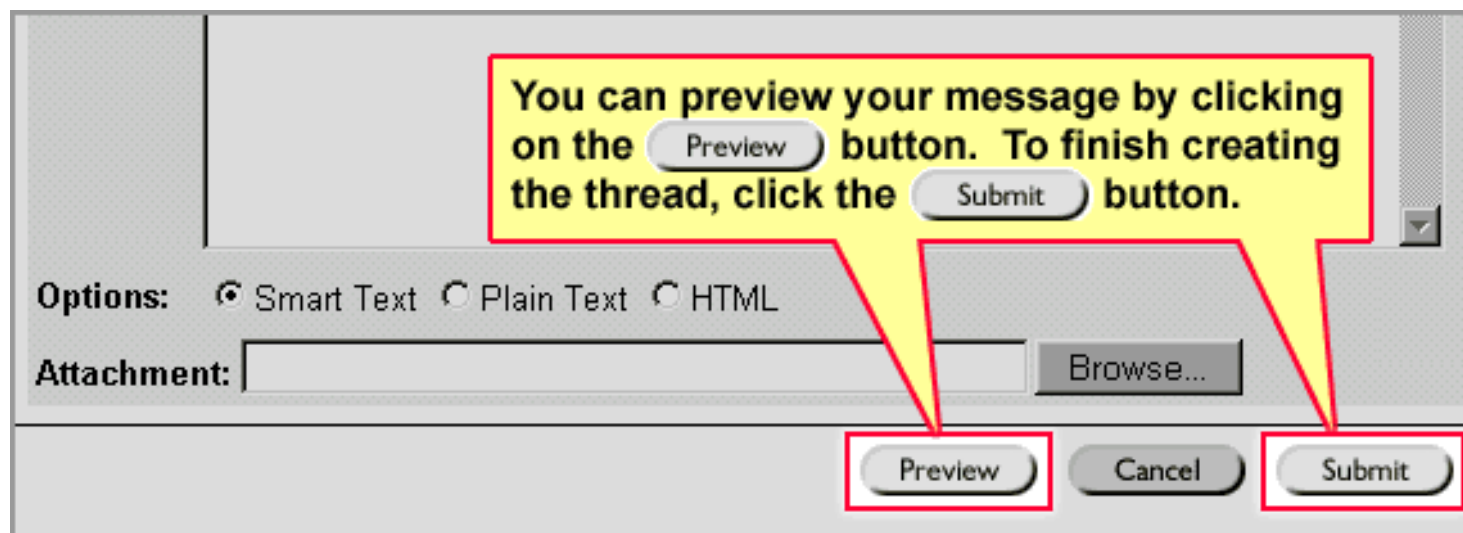 You can preview your message by clicking
on the Preview button. To finish creating
the thread, click the Submit button.
Options: Smart Text Plain Text HTML
Attachment: Browse...
Preview Cancel Submit